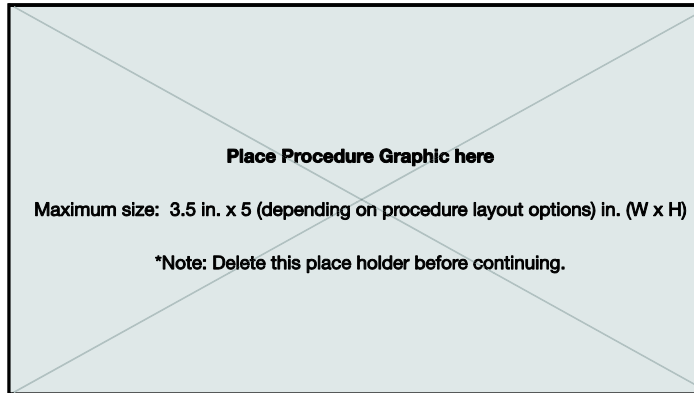 Place Procedure Graphic here
Maximum size:  3.5 in. x 5 (depending on procedure layout options) in. (W x H)
*Note: Delete this place holder before continuing.